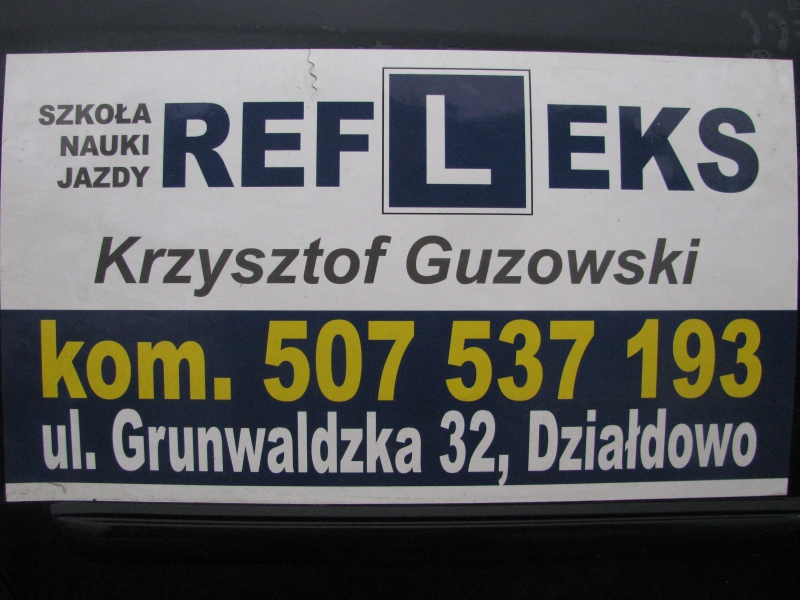 SZKOŁA
NAUKI
JAZDY
REFLEKS
Krzysztof Guzowski
kom. 507 537 193
ul. Grunwaldzka 32, Działdowo